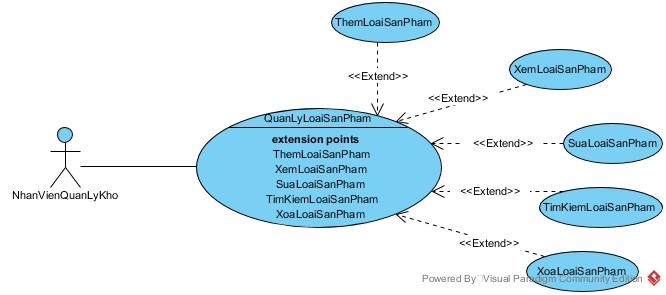 ThemLoaiSanPham
<<Extend>>
XemLoaiSanPham
<<Extend>>
QuanLyLoaiSanPham
extension points
ThemLoaiSanPham
XemLoaiSanPham
SuaLoaiSanPham
TimKiemLoaiSanPham
XoaLoaiSanPham
<<Extend>>
SuaLoaiSanPham
NhanVienQuanLyKho
<<Extend>>
TimKiemLoaiSanPham
<<Extend>>
XoaLoaiSanPham
Powered By Visual Paradigm Community Edition